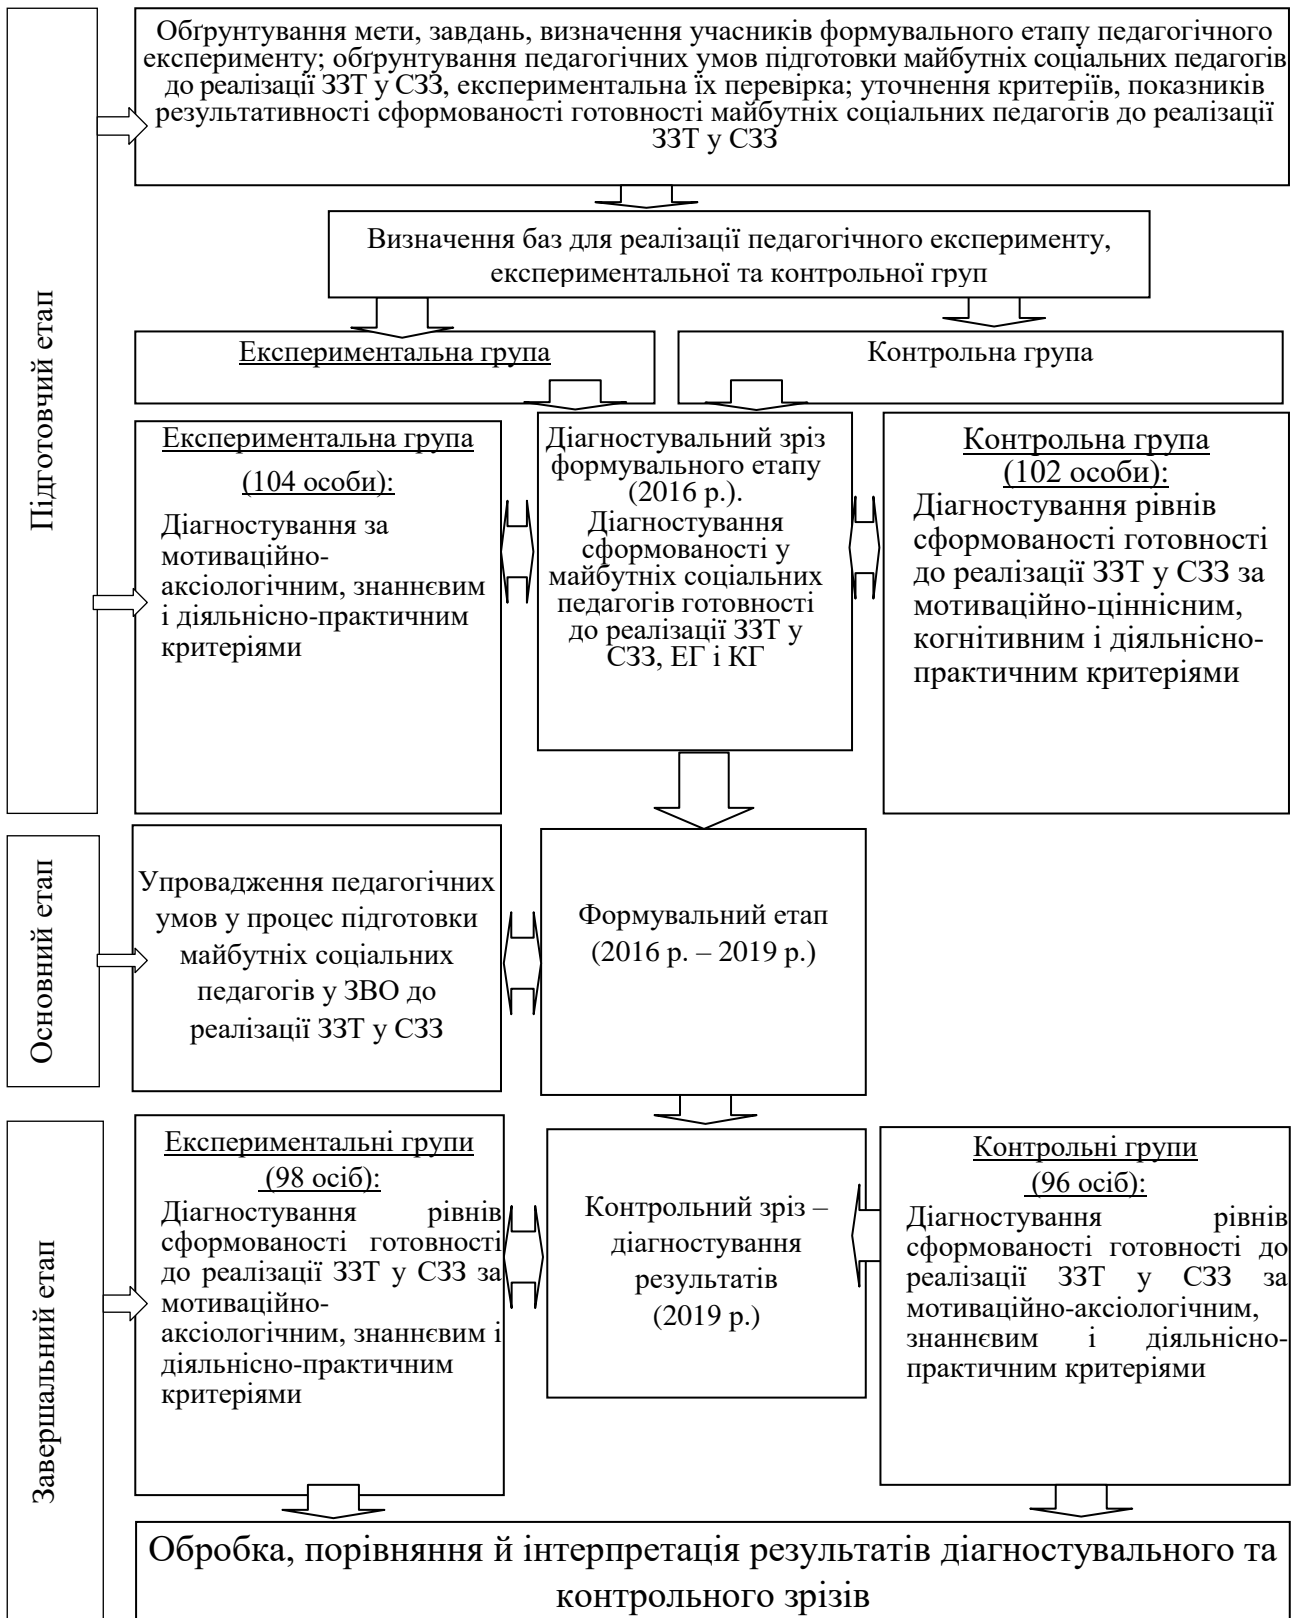 Підготовчий етап
Обґрунтування мети, завдань, визначення учасників формувального етапу педагогічного
експерименту; обґрунтування педагогічних умов підготовки майбутніх соціальних педагогів
до реалізації ЗЗТ у СЗЗ, експериментальна їх перевірка; уточнення критеріїв, показників
результативності сформованості готовності майбутніх соціальних педагогів до реалізації
ЗЗТ у СЗЗ
Визначення баз для реалізації педагогічного експерименту,
експериментальної та контрольної груп
Експериментальна група
Контрольна група
Експериментальна група
(104 особи):
Діагностування за
мотиваційно-
аксіологічним, знаннєвим
і діяльнісно-практичним
критеріями
Діагностувальний зріз
формувального етапу
(2016 р.).
Діагностування
сформованості у
майбутніх соціальних
педагогів готовності
до реалізації ЗЗТ у
СЗЗ, ЕГ і КГ
Контрольна група
(102 особи):
Діагностування рівнів
сформованості готовності
до реалізації ЗЗТ у СЗЗ за
мотиваційно-ціннісним,
когнітивним і діяльнісно-
практичним критеріями
Основний етап
Упровадження педагогічних
умов у процес підготовки
майбутніх соціальних
педагогів у ЗВО до
реалізації ЗЗТ у СЗЗ
Формувальний етап
(2016 р. – 2019 р.)
Завершальний етап
Експериментальні групи
(98 осіб):
Діагностування рівнів
сформованості готовності
до реалізації ЗЗТ у СЗЗ за
мотиваційно-
аксіологічним, знаннєвим і
діяльнісно-практичним
критеріями
Контрольний зріз –
діагностування
результатів
(2019 р.)
Контрольні групи
(96 осіб):
Діагностування рівнів
сформованості готовності до
реалізації ЗЗТ у СЗЗ за
мотиваційно-аксіологічним,
знаннєвим і діяльнісно-
практичним критеріями
Обробка, порівняння й інтерпретація результатів діагностувального та
контрольного зрізів